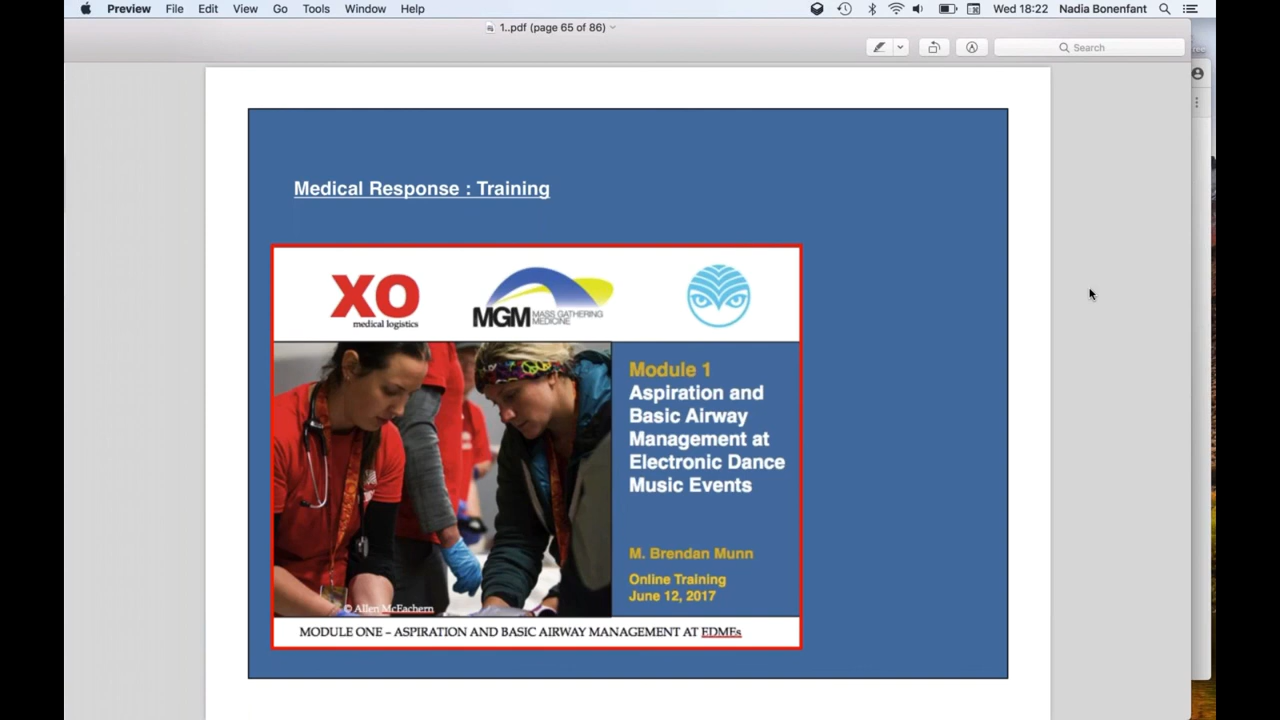 Preview File Edit View Go Tools Window Help Wed 18:22 Nadia Bonenfant
1..pdf (page 65 of 86)
Search
Medical Response : Training
XO
medical logistics
MGM MASS GATHERING
MEDICINE
Module 1
Aspiration and
Basic Airway
Management at
Electronic Dance
Music Events
M. Brendan Munn
Online Training
June 12, 2017
© Allen McEachern
MODULE ONE – ASPIRATION AND BASIC AIRWAY MANAGEMENT AT EDMEs